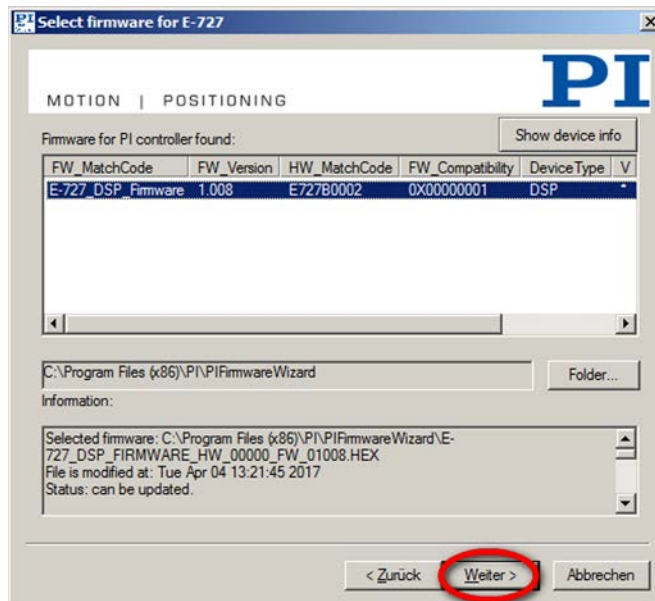 PI Select firmware for E-727
MOTION | POSITIONING
PI
Firmware for PI controller found:
Show device info
FW_MatchCode FW_Version HW_MatchCode FW_Compatibility DeviceType V
E-727_DSP_Firmware 1.008 E727B0002 0X00000001 DSP *
C:\Program Files (x86)\PI\PIFirmwareWizard
Folder...
Information:
Selected firmware: C:\Program Files (x86)\PI\PIFirmwareWizard\E-
727_DSP_FIRMWARE_HW_00000_FW_01008.HEX
File is modified at: Tue Apr 04 13:21:45 2017
Status: can be updated.
< Zurück
Weiter >
Abbrechen